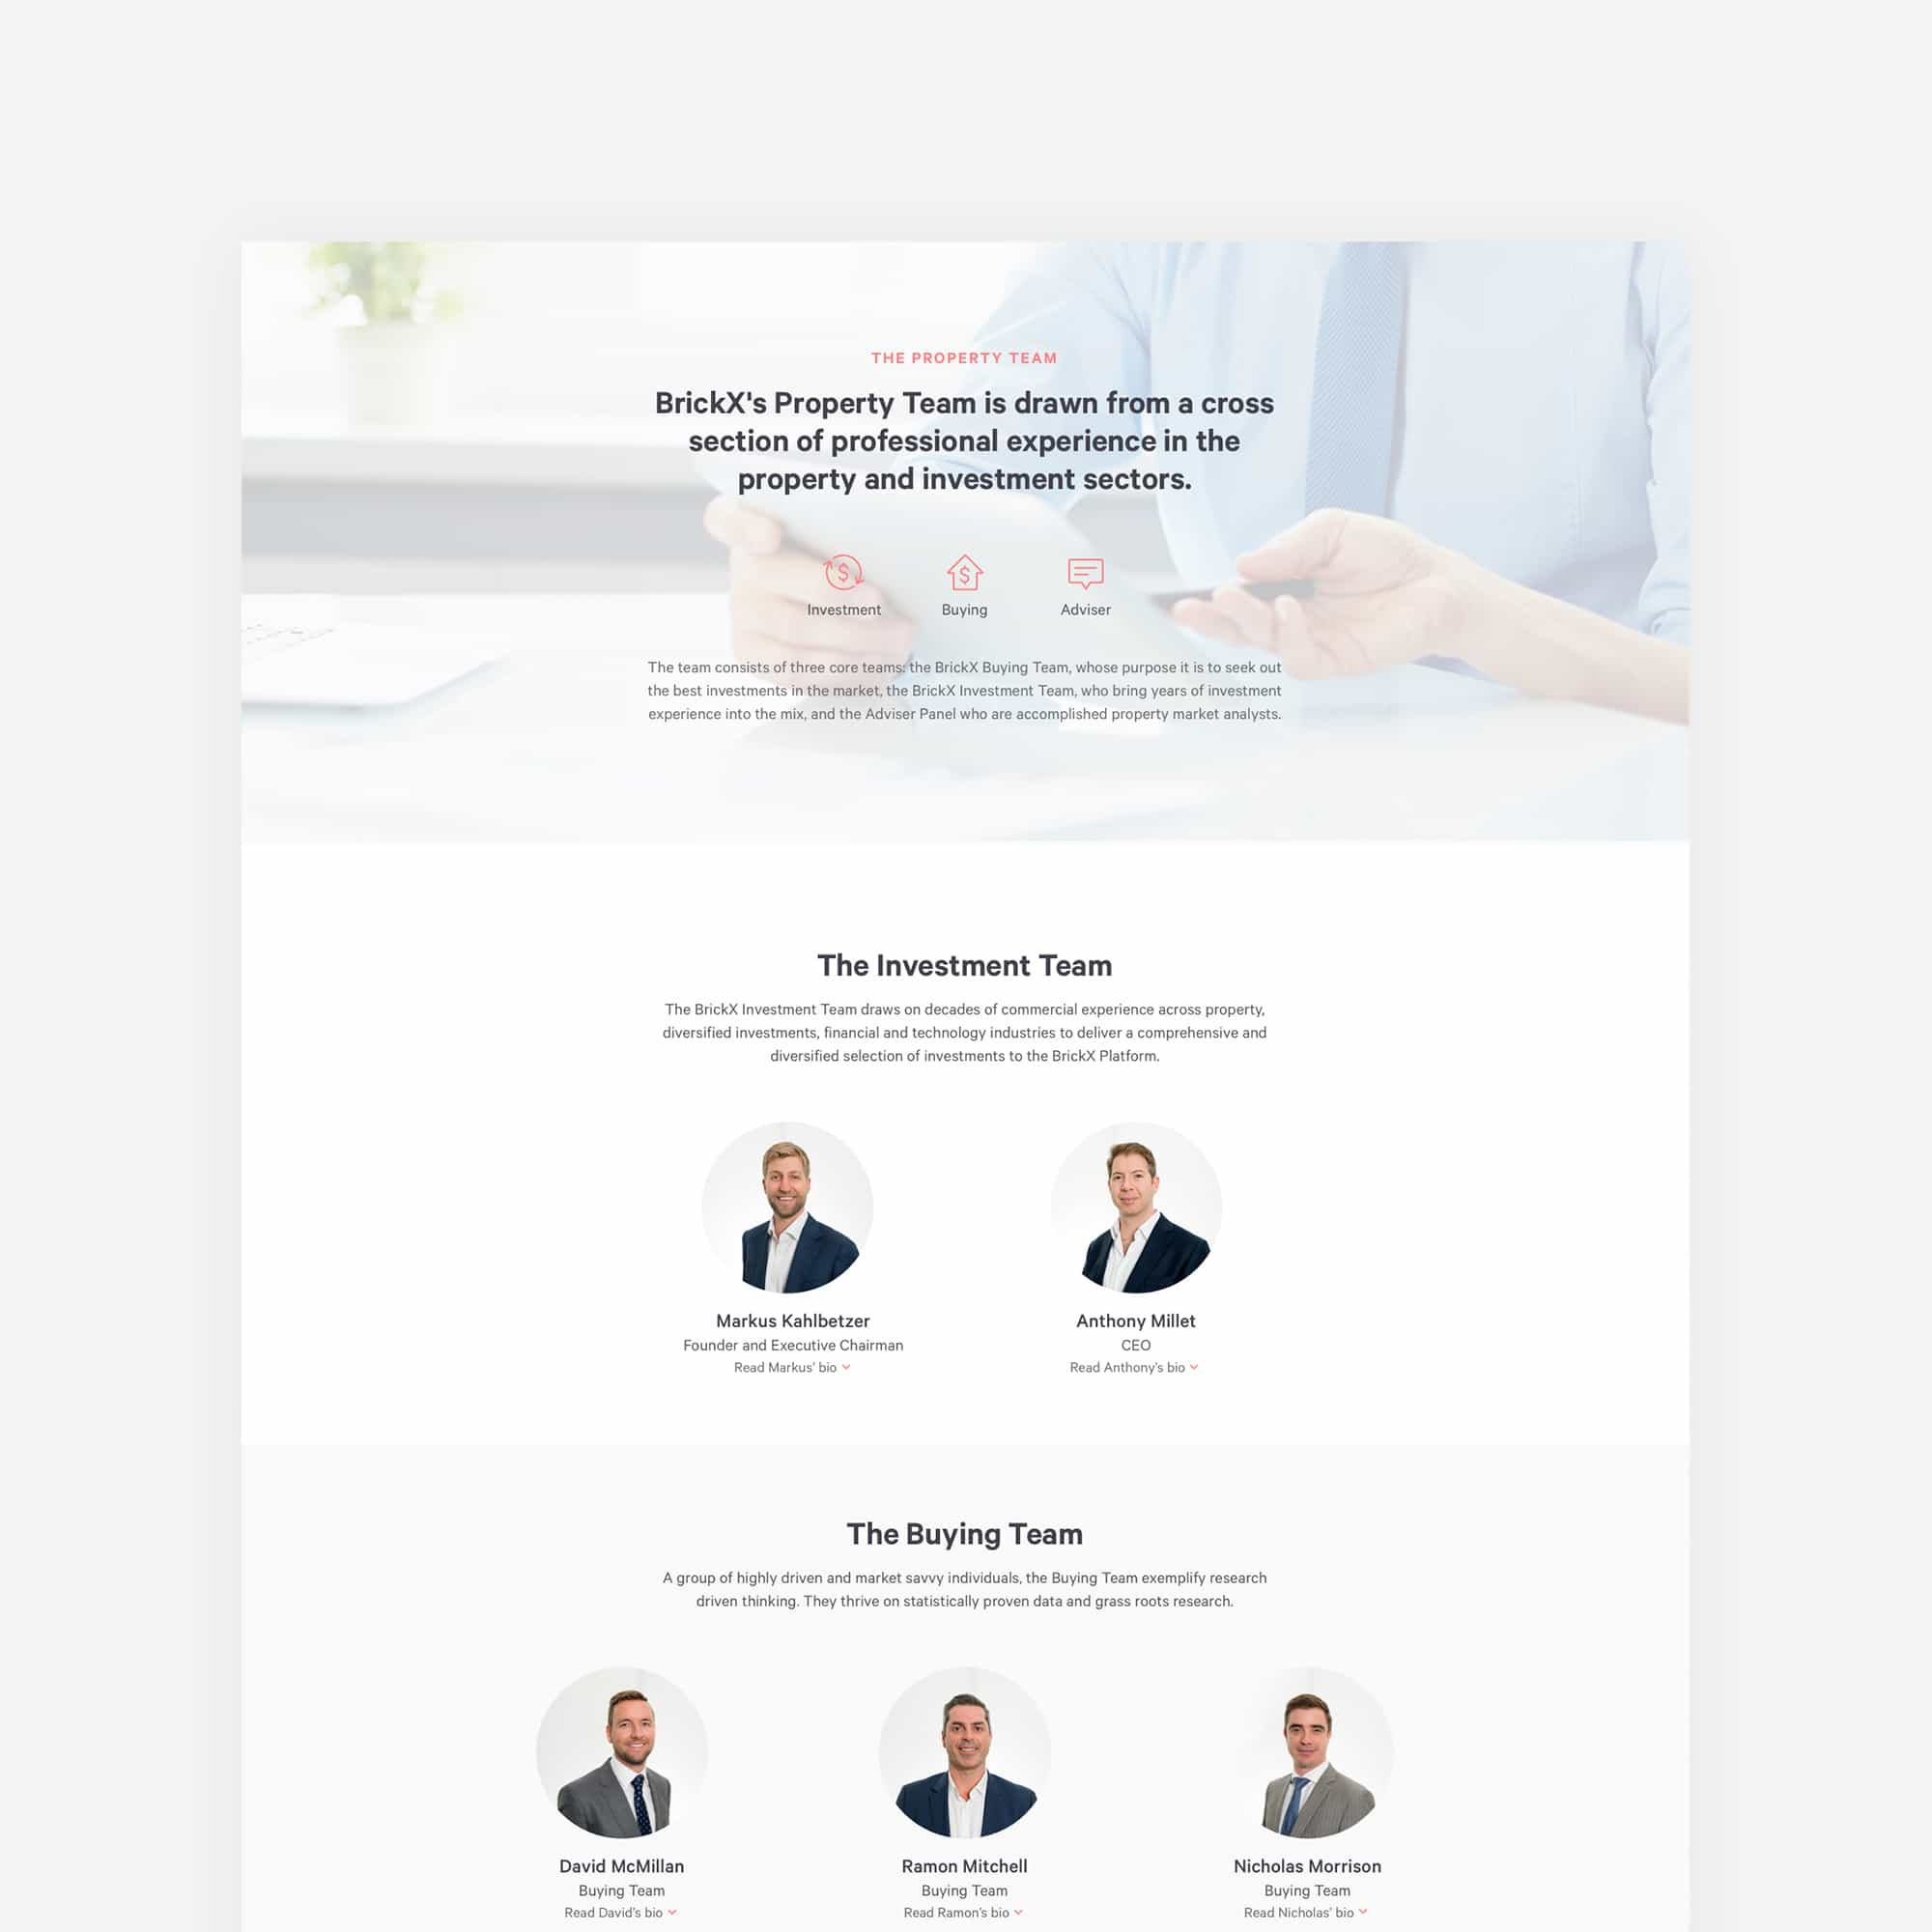 THE PROPERTY TEAM
BrickX's Property Team is drawn from a cross
section of professional experience in the
property and investment sectors.
Investment
Buying
Adviser
The team consists of three core teams: the BrickX Buying Team, whose purpose it is to seek out
the best investments in the market, the BrickX Investment Team, who bring years of investment
experience into the mix, and the Adviser Panel who are accomplished property market analysts.
The Investment Team
The BrickX Investment Team draws on decades of commercial experience across property,
diversified investments, financial and technology industries to deliver a comprehensive and
diversified selection of investments to the BrickX Platform.
Markus Kahlbetzer
Founder and Executive Chairman
Read Markus' bio
Anthony Millet
CEO
Read Anthony's bio
The Buying Team
A group of highly driven and market savvy individuals, the Buying Team exemplify research
driven thinking. They thrive on statistically proven data and grass roots research.
David McMillan
Buying Team
Read David's bio
Ramon Mitchell
Buying Team
Read Ramon's bio
Nicholas Morrison
Buying Team
Read Nicholas' bio